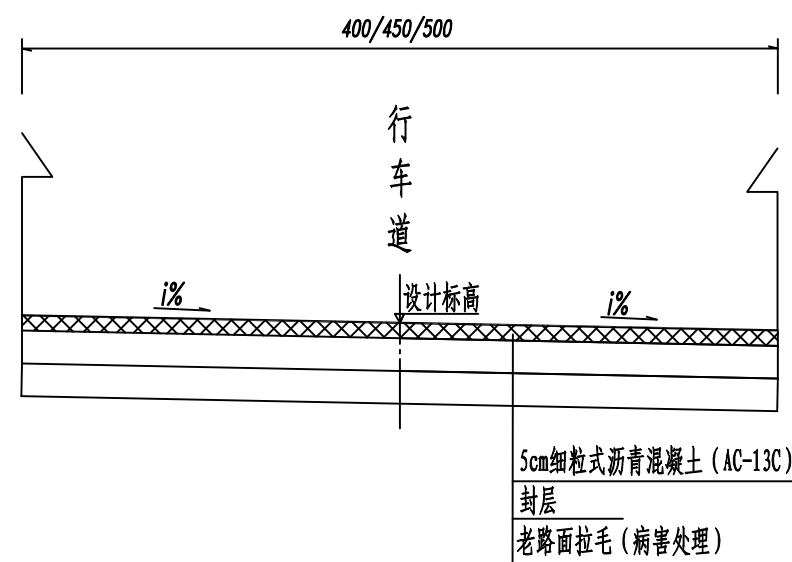 400/450/500
行
车
道
i%
设计标高
i%
5cm细粒式沥青混凝土（AC-13C）
封层
老路面拉毛（病害处理）